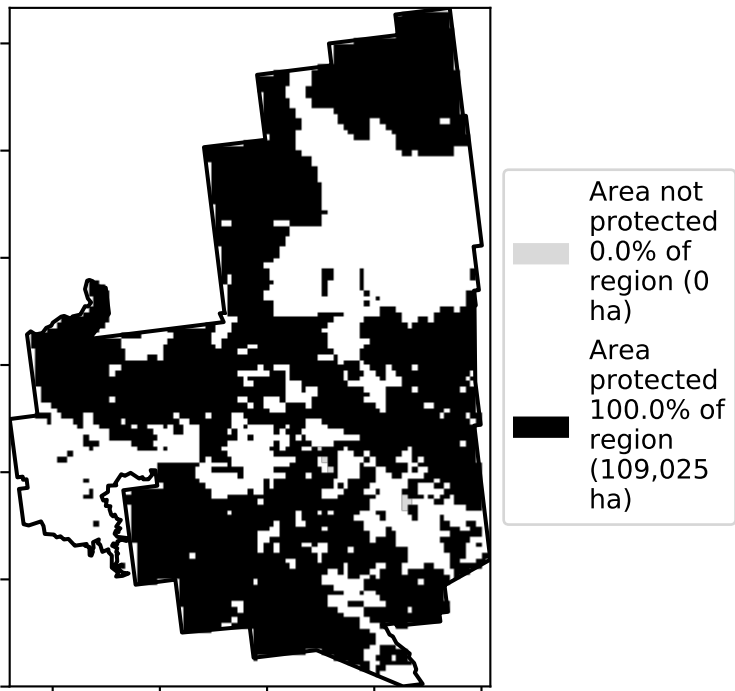 Area not
protected
0.0% of
region (0
ha)
Area
protected
100.0% of
region
(109,025
ha)